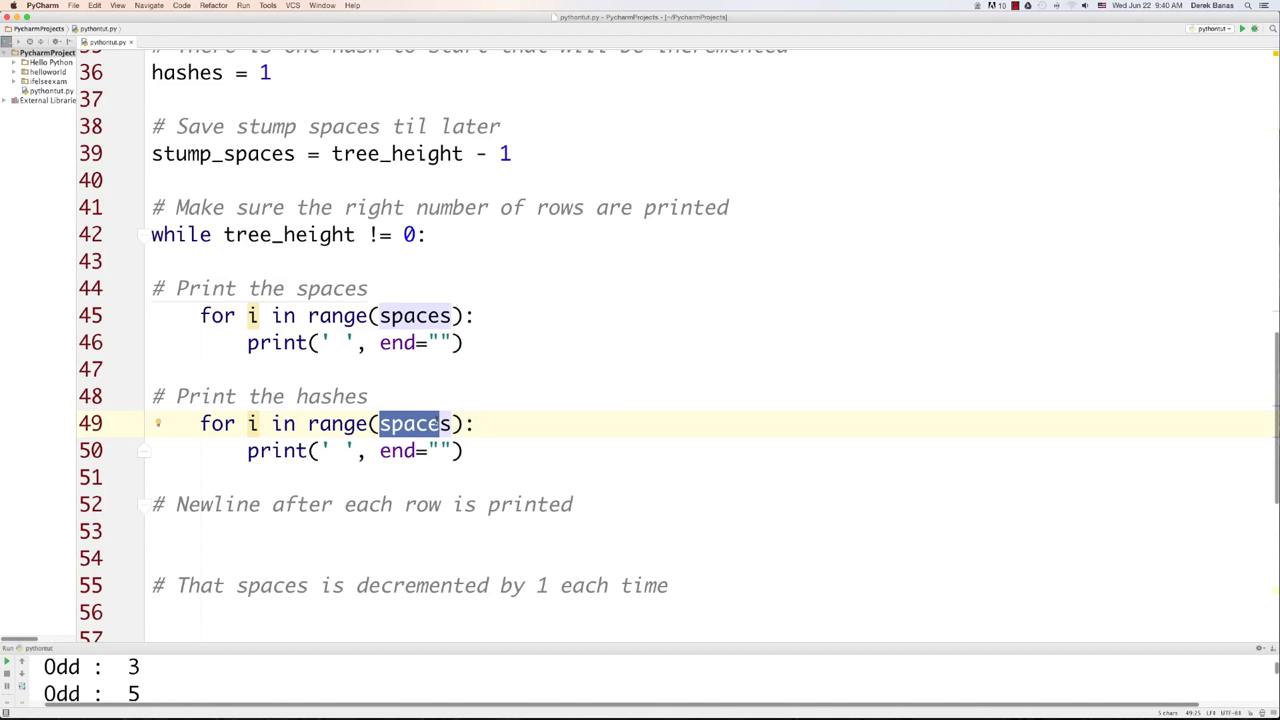 PyCharm File Edit View Navigate Code Refactor Run Tools VCS Window Help 10 Wed Jun 22 9:40 AM Derek Banas
pythontut.py - PycharmProjects - [~/PycharmProjects]
PycharmProjects pythontut.py pythontut
pythontut.py ×
PycharmProject
Hello Python
helloworld
ifelseexam
pythontut.py
External Librarie
35 # There is one hash to start that will be incremented
36 hashes = 1
37
38 # Save stump spaces til later
39 stump_spaces = tree_height - 1
40
41 # Make sure the right number of rows are printed
42 while tree_height != 0:
43
44 # Print the spaces
45 for i in range(spaces):
46 print(' ', end="")
47
48 # Print the hashes
49 for i in range(spaces):
50 print(' ', end="")
51
52 # Newline after each row is printed
53
54
55 # That spaces is decremented by 1 each time
56
57
Run pythontut
Odd : 3
Odd : 5
5 chars 49:25 LF÷ UTF-8÷